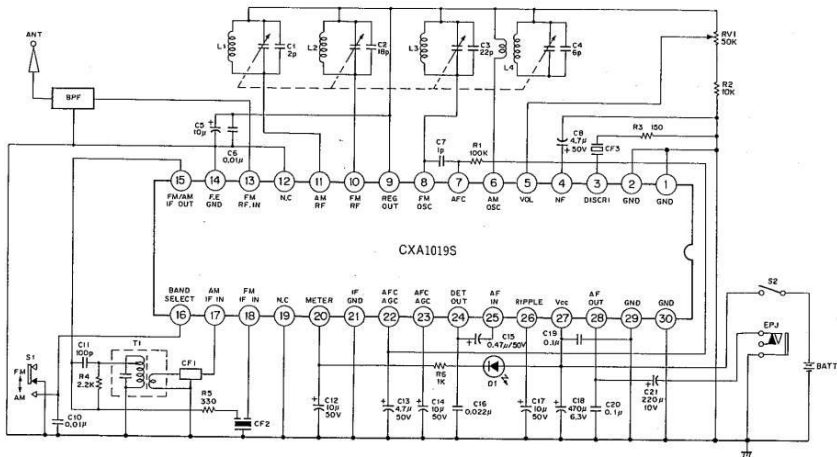 ANT
BPF
L1
C1
2p
L2
C2
18p
L3
C3
22p
L4
C4
6p
RV1
50K
R2
10K
C5
10µ
C6
0.01µ
C7
1p
R1
100K
C8
4.7µ
50V
R3 150
CF3
15 14 13 12 11 10 9 8 7 6 5 4 3 2 1
FM/AM IF OUT
F.E GND
FM RF. IN
N.C
AM RF
FM RF
REG OUT
FM OSC
AFC
AM OSC
VOL
NF
DISCRI
GND
GND
CXA1019S
BAND SELECT
AM IF IN
FM IF IN
N.C
METER
IF GND
AFC AGC
AFC AGC
DET OUT
AF IN
RIPPLE
Vcc
AF OUT
GND
GND
16 17 18 19 20 21 22 23 24 25 26 27 28 29 30
S2
EPJ
BATT
S1
FM
AM
C11
100p
R4
2.2K
T1
CF1
R5
330
CF2
C10
0.01µ
C15
0.47µ/50V
R6
1K
D1
C19
0.1µ
C12
10µ
50V
C13
4.7µ
50V
C14
10µ
50V
C16
0.022µ
C17
10µ
50V
C18
470µ
6.3V
C20
0.1µ
C21
220µ
10V